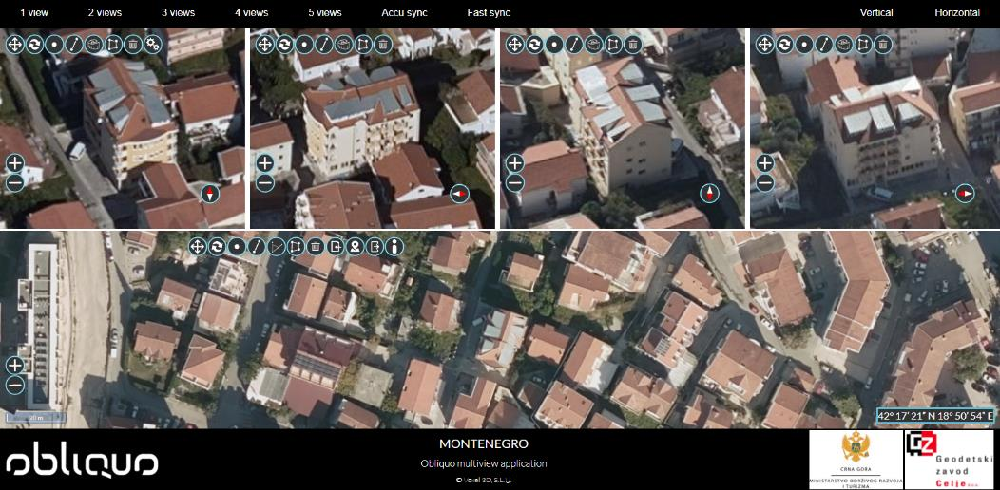 1 view 2 views 3 views 4 views 5 views Accu sync Fast sync Vertical Horizontal
20 m
42° 17' 21" N 18° 50' 54" E
obliquo
MONTENEGRO
Obliquo multiview application
© Voxel 3D, S.L.U.
CRNA GORA
MINISTARSTVO ODRŽIVOG RAZVOJA
I TURIZMA
GZ
Geodetski
zavod
Celje d.o.o.